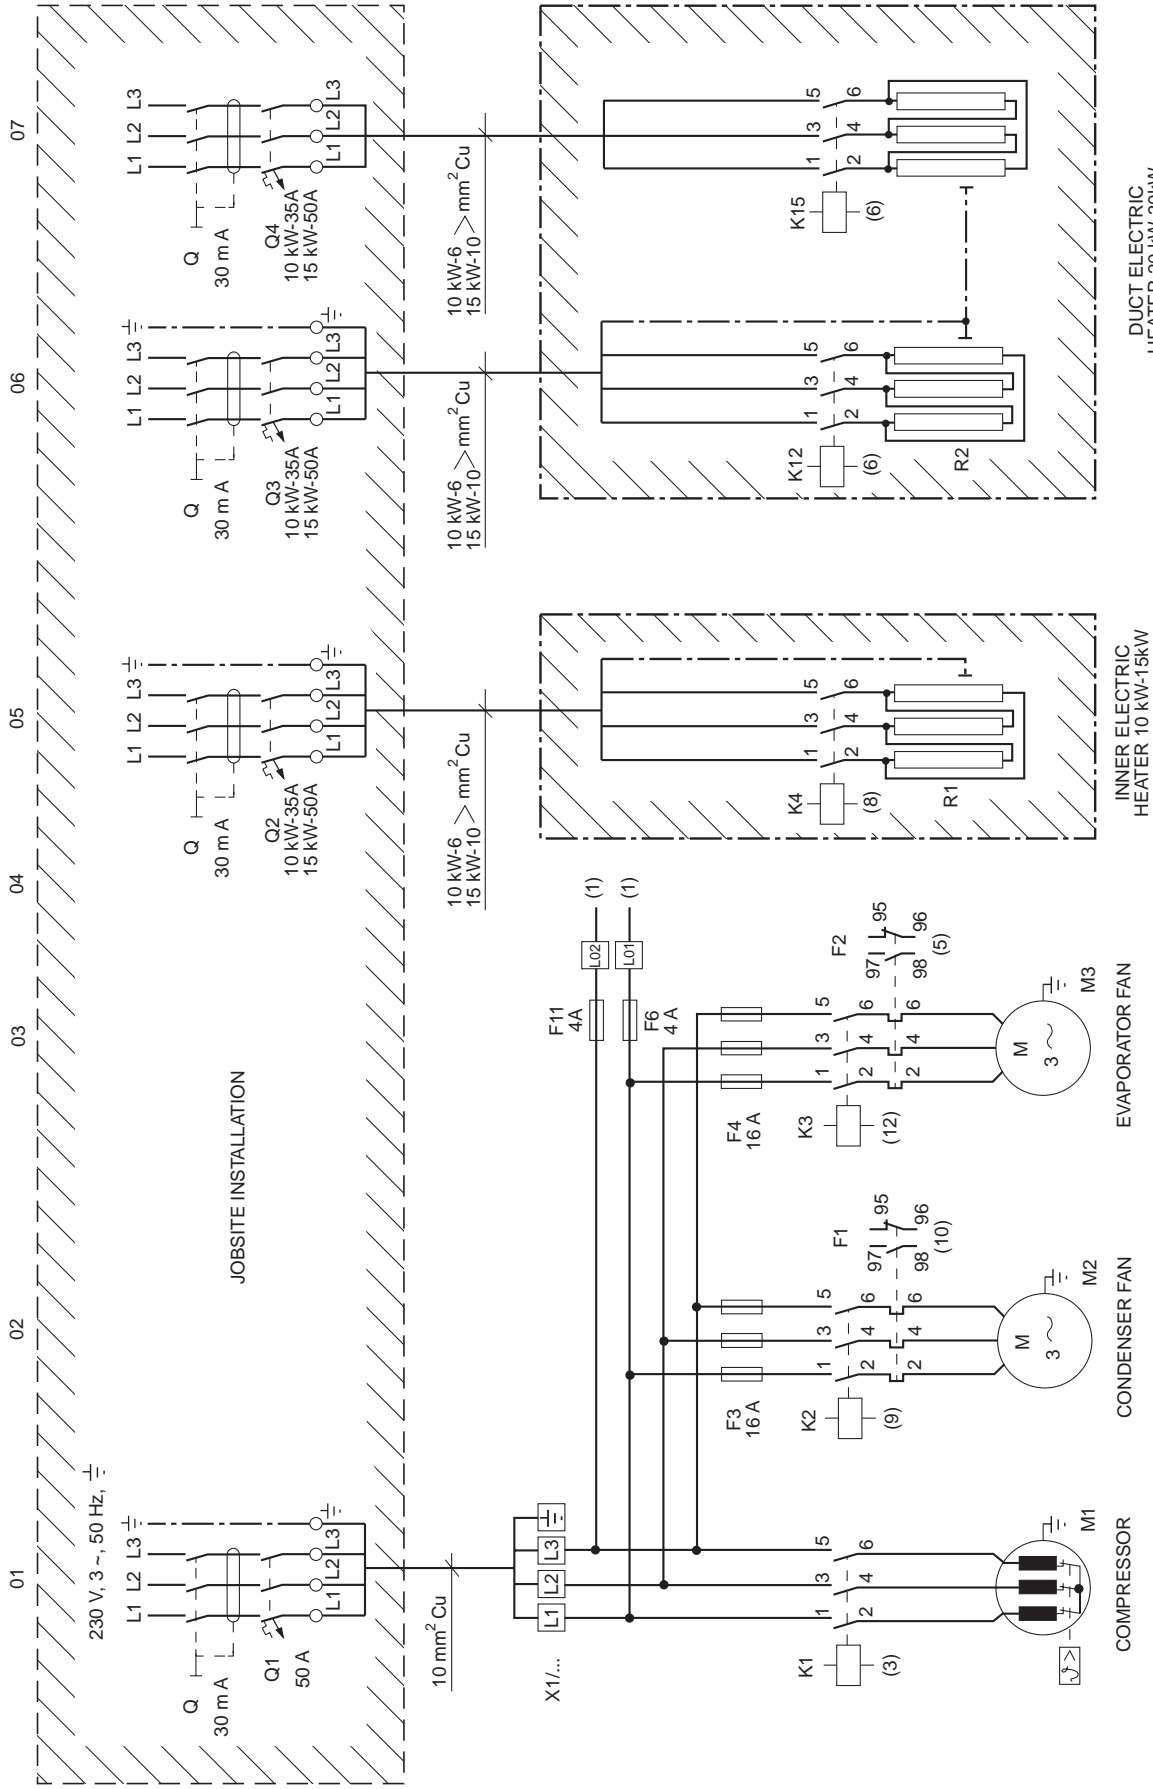 01 02 03 04 05 06 07
230 V, 3 ~, 50 Hz,
L1 L2 L3
Q
30 m A
Q1
50 A
L1 L2 L3
JOBSITE INSTALLATION
L1 L2 L3
Q
30 m A
Q2
10 kW-35A
15 kW-50A
L1 L2 L3
L1 L2 L3
Q
30 m A
Q3
10 kW-35A
15 kW-50A
L1 L2 L3
L1 L2 L3
Q
30 m A
Q4
10 kW-35A
15 kW-50A
L1 L2 L3
10 mm² Cu
10 kW-6
15 kW-10 > mm² Cu
10 kW-6
15 kW-10 > mm² Cu
10 kW-6
15 kW-10 > mm² Cu
X1/...
L1 L2 L3
F11
4A
L02
(1)
F6
4 A
L01
(1)
F3
16 A
F4
16 A
K1
(3)
1 3 5
2 4 6
K2
(9)
1 3 5
2 4 6
2 4 6
F1
97 95
98 96
(10)
K3
(12)
1 3 5
2 4 6
2 4 6
F2
97 95
98 96
(5)
K4
(8)
1 3 5
2 4 6
R1
K12
(6)
1 3 5
2 4 6
R2
K15
(6)
1 3 5
2 4 6
ϑ >
M1
M
3 ~
M2
M
3 ~
M3
COMPRESSOR
CONDENSER FAN
EVAPORATOR FAN
INNER ELECTRIC
HEATER 10 kW-15kW
DUCT ELECTRIC
HEATER 20 kW-30kW